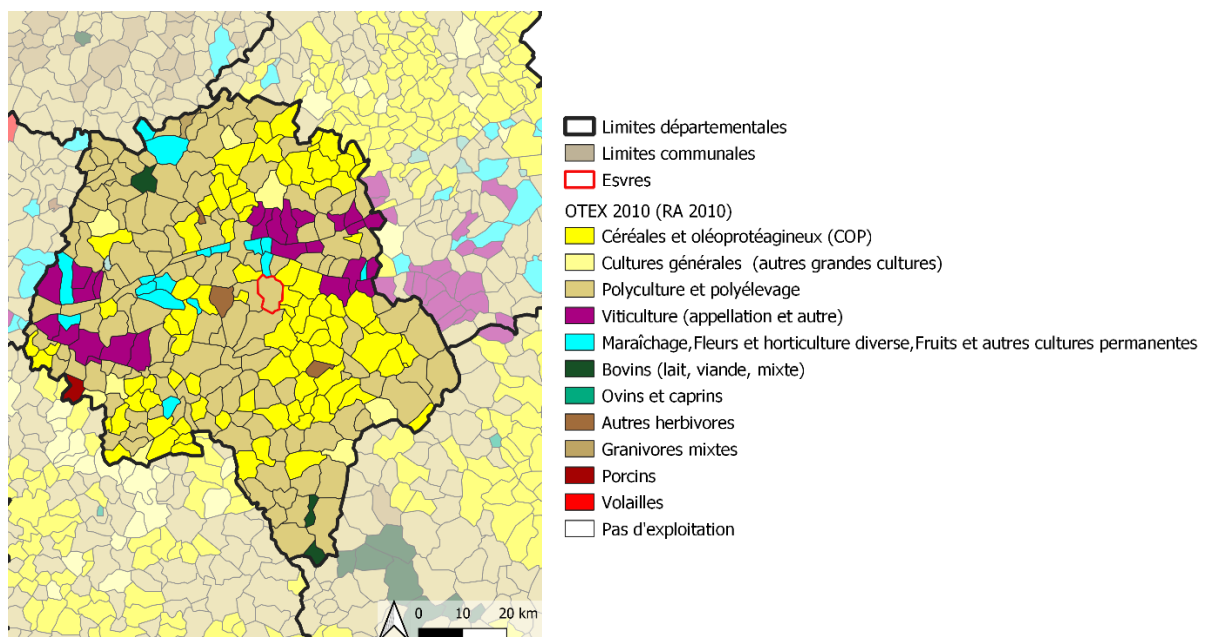 Limites départementales
Limites communales
Esvres
OTEX 2010 (RA 2010)
Céréales et oléoprotéagineux (COP)
Cultures générales (autres grandes cultures)
Polyculture et polyélevage
Viticulture (appellation et autre)
Maraîchage,Fleurs et horticulture diverse,Fruits et autres cultures permanentes
Bovins (lait, viande, mixte)
Ovins et caprins
Autres herbivores
Granivores mixtes
Porcins
Volailles
Pas d'exploitation
0 10 20 km